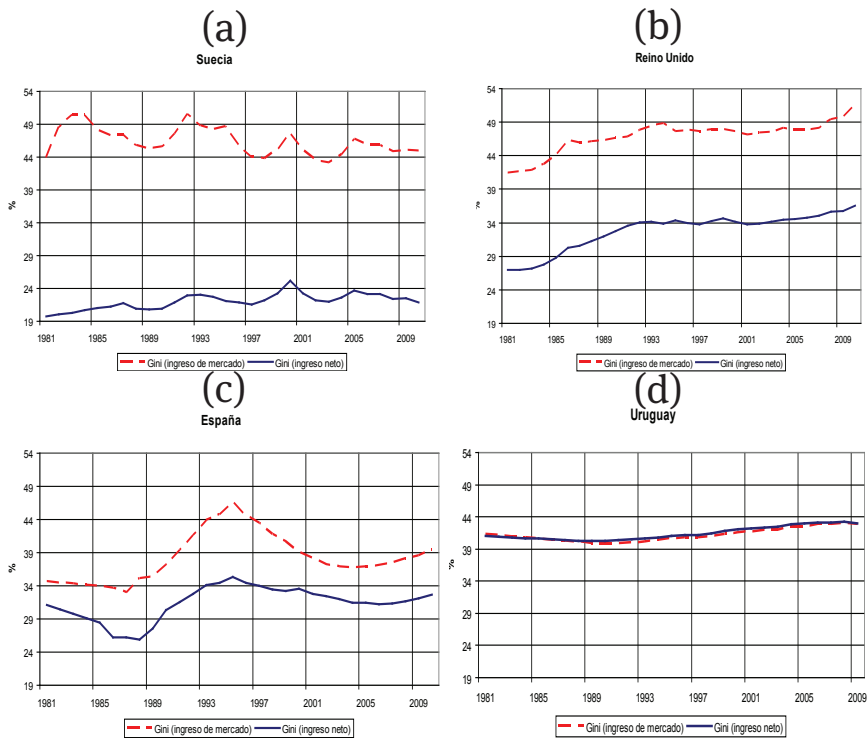 (a)
Suecia
54
49
44
39
34
29
24
19
%
1981 1985 1989 1993 1997 2001 2005 2009
Gini (ingreso de mercado) Gini (ingreso neto)
(b)
Reino Unido
54
49
44
39
34
29
24
19
%
1981 1985 1989 1993 1997 2001 2005 2009
Gini (ingreso de mercado) Gini (ingreso neto)
(c)
España
54
49
44
39
34
29
24
19
%
1981 1985 1989 1993 1997 2001 2005 2009
Gini (ingreso de mercado) Gini (ingreso neto)
(d)
Uruguay
54
49
44
39
34
29
24
19
%
1981 1985 1989 1993 1997 2001 2005 2009
Gini (ingreso de mercado) Gini (ingreso neto)